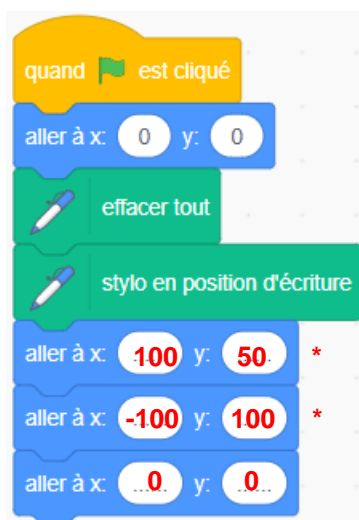 quand est cliqué
aller à x: 0 y: 0
effacer tout
stylo en position d'écriture
aller à x: 100 y: 50 *
aller à x: -100 y: 100 *
aller à x: 0 y: 0